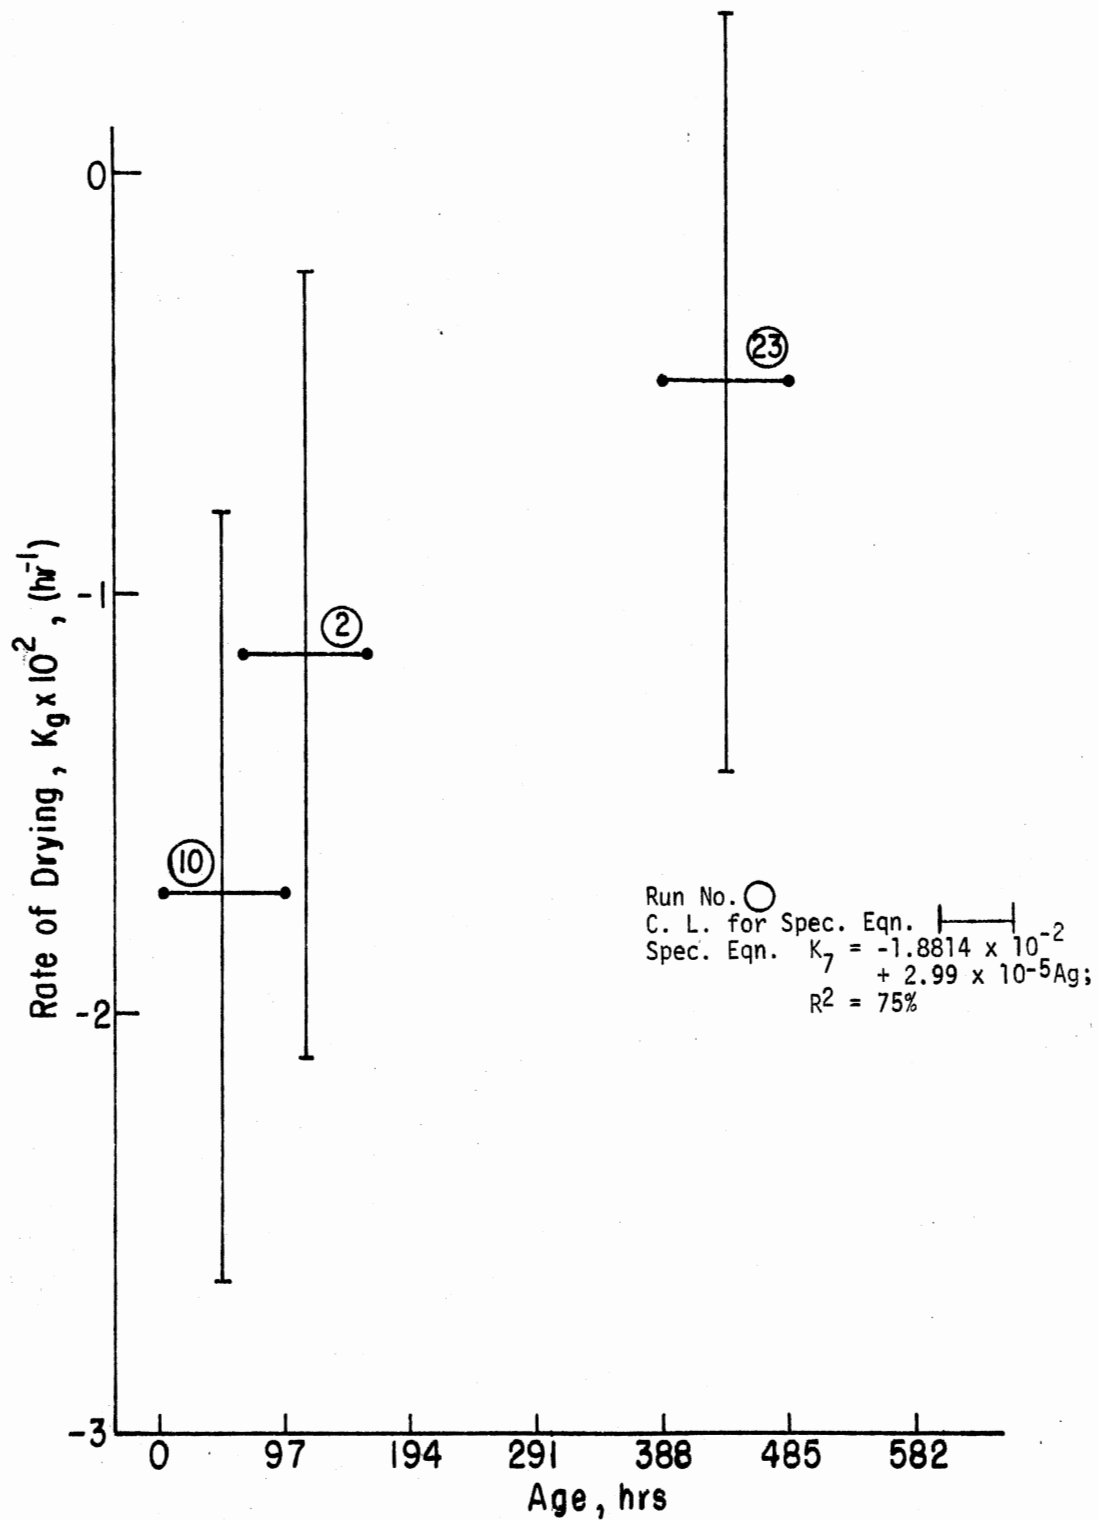 0
-1
-2
-3
Rate of Drying, Kg x 10², (hr⁻¹)
23
2
10
Run No.
C. L. for Spec. Eqn.
Spec. Eqn. K₇ = -1.8814 x 10⁻²
+ 2.99 x 10⁻⁵Ag;
R² = 75%
0 97 194 291 388 485 582
Age, hrs